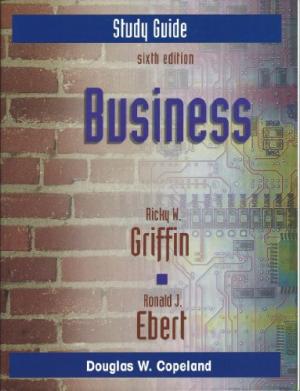 Study Guide
sixth edition
Business
Ricky W.
Griffin
Ronald J.
Ebert
Douglas W. Copeland